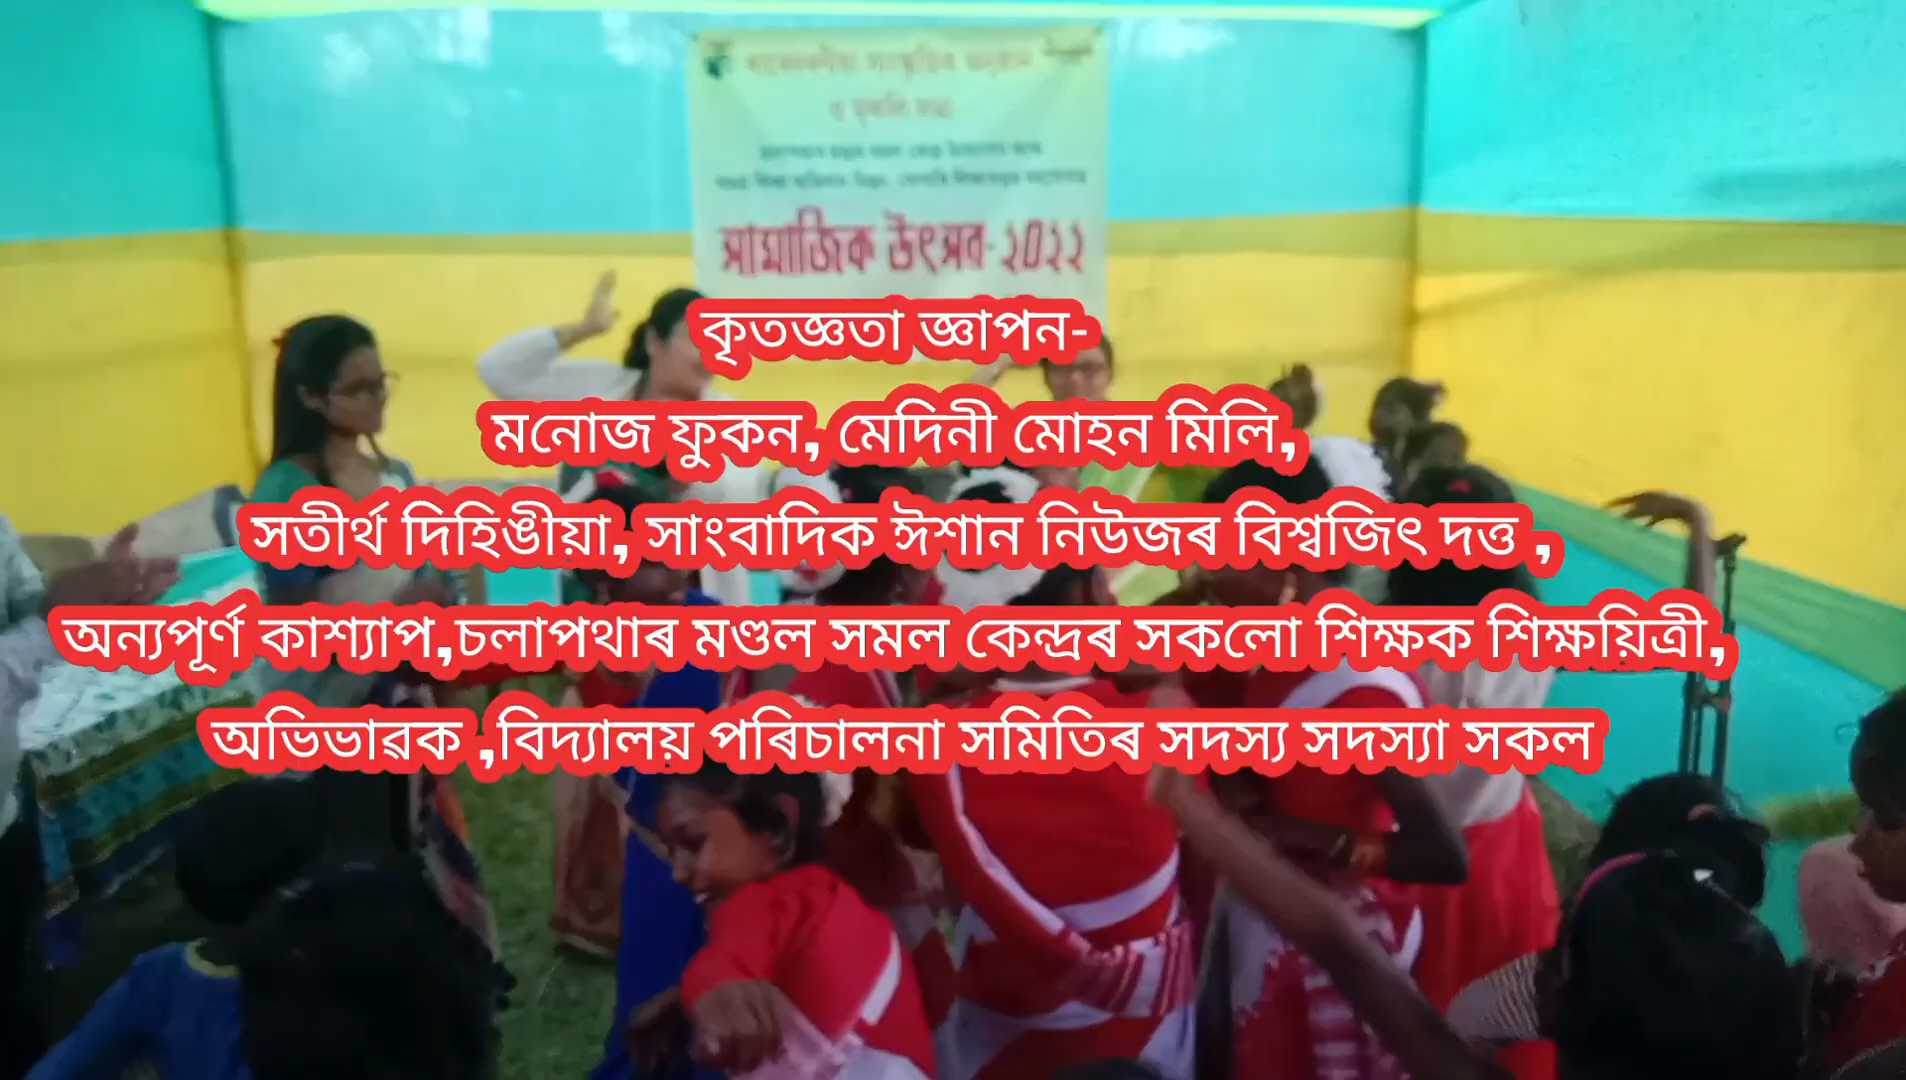 সামাজিক উৎসৱ-২০২২
কৃতজ্ঞতা জ্ঞাপন-
মনোজ ফুকন, মেদিনী মোহন মিলি,
সতীৰ্থ দিহিঙীয়া, সাংবাদিক ঈশান নিউজৰ বিশ্বজিৎ দত্ত ,
অন্যপূৰ্ণ কাশ্যাপ,চলাপথাৰ মণ্ডল সমল কেন্দ্ৰৰ সকলো শিক্ষক শিক্ষয়িত্ৰী,
অভিভাৱক ,বিদ্যালয় পৰিচালনা সমিতিৰ সদস্য সদস্যা সকল